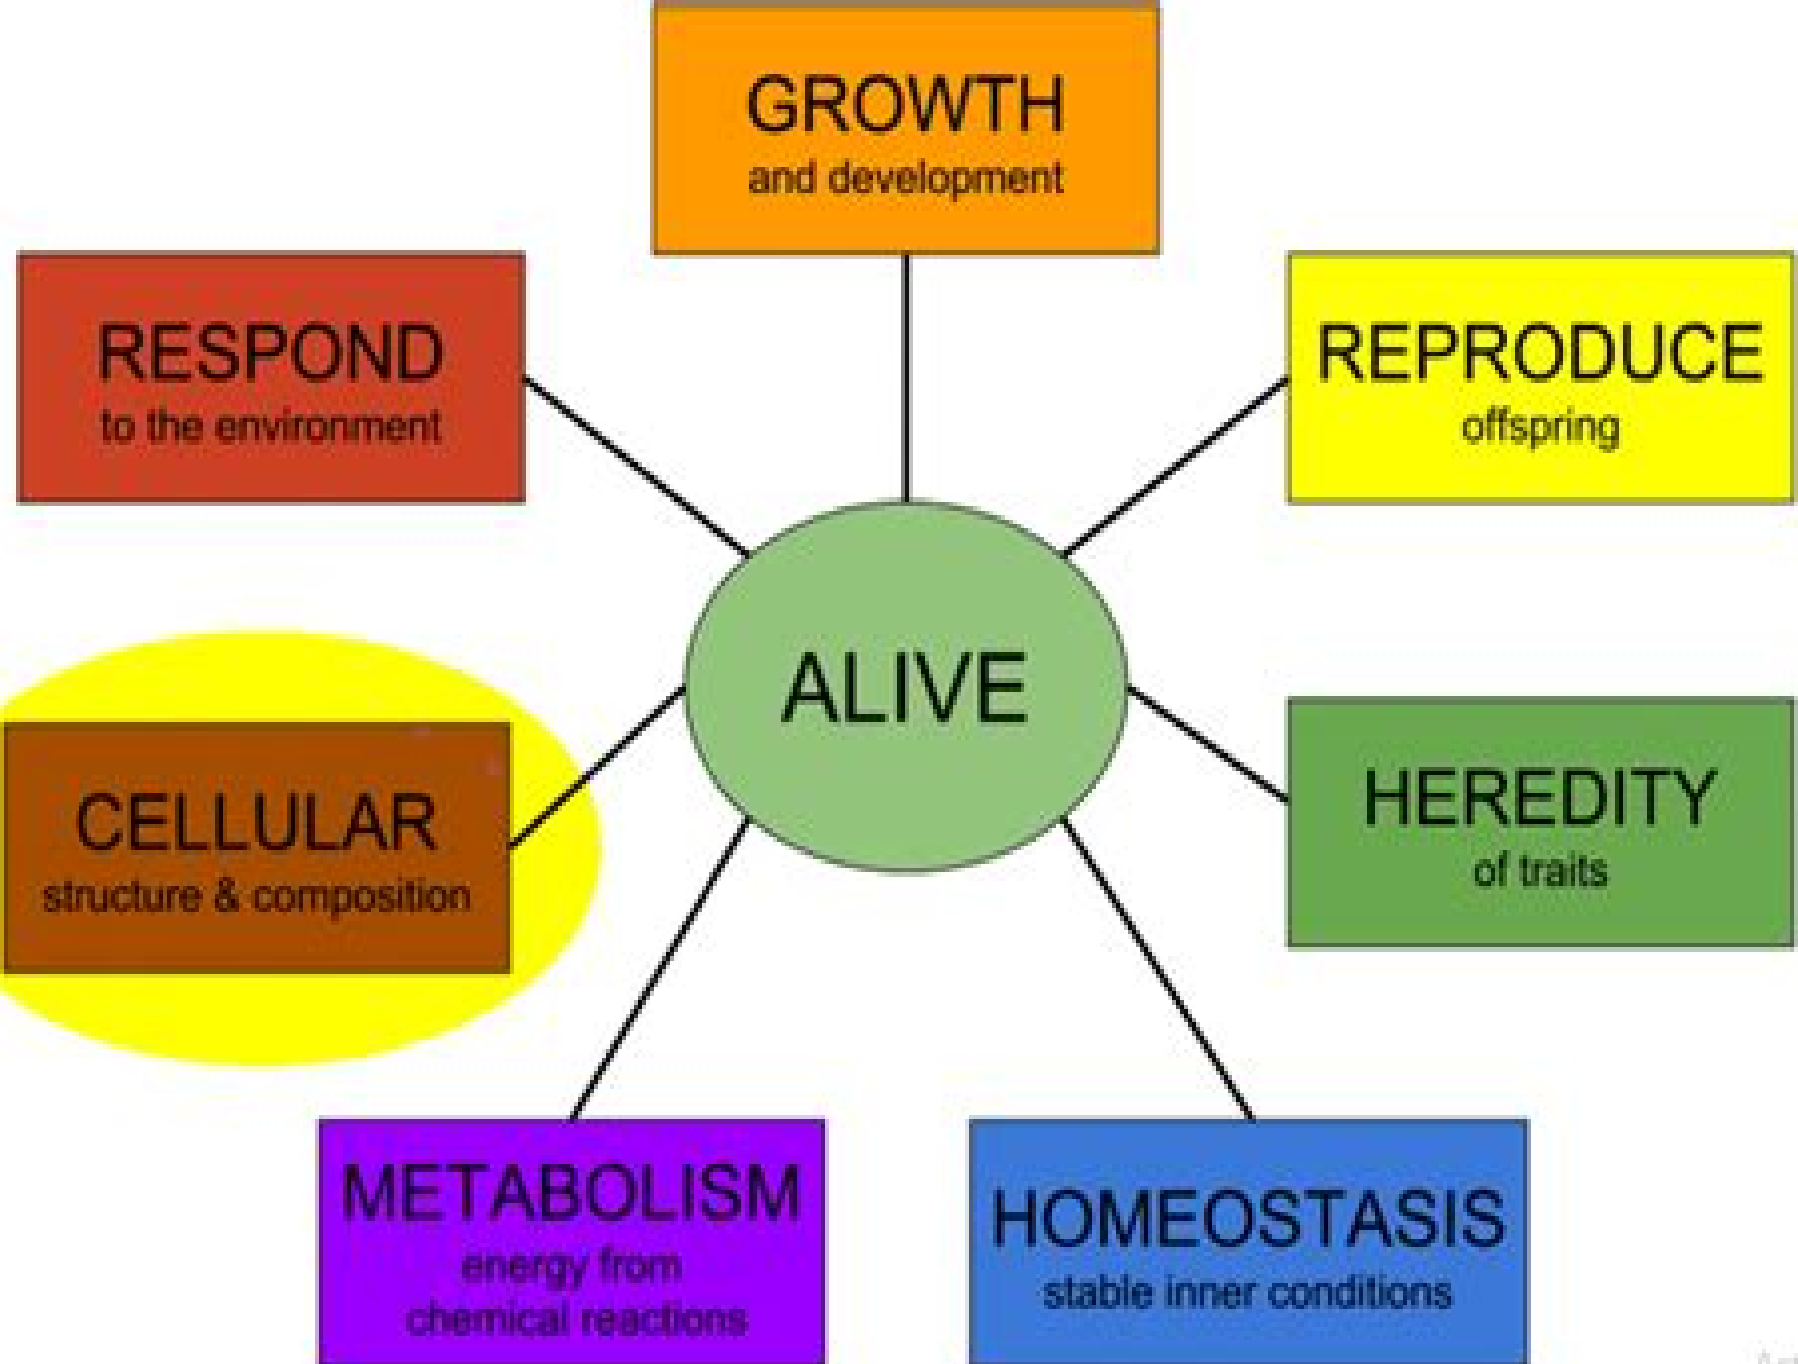 GROWTH
and development
RESPOND
to the environment
REPRODUCE
offspring
ALIVE
CELLULAR
structure & composition
HEREDITY
of traits
METABOLISM
energy from
chemical reactions
HOMEOSTASIS
stable inner conditions